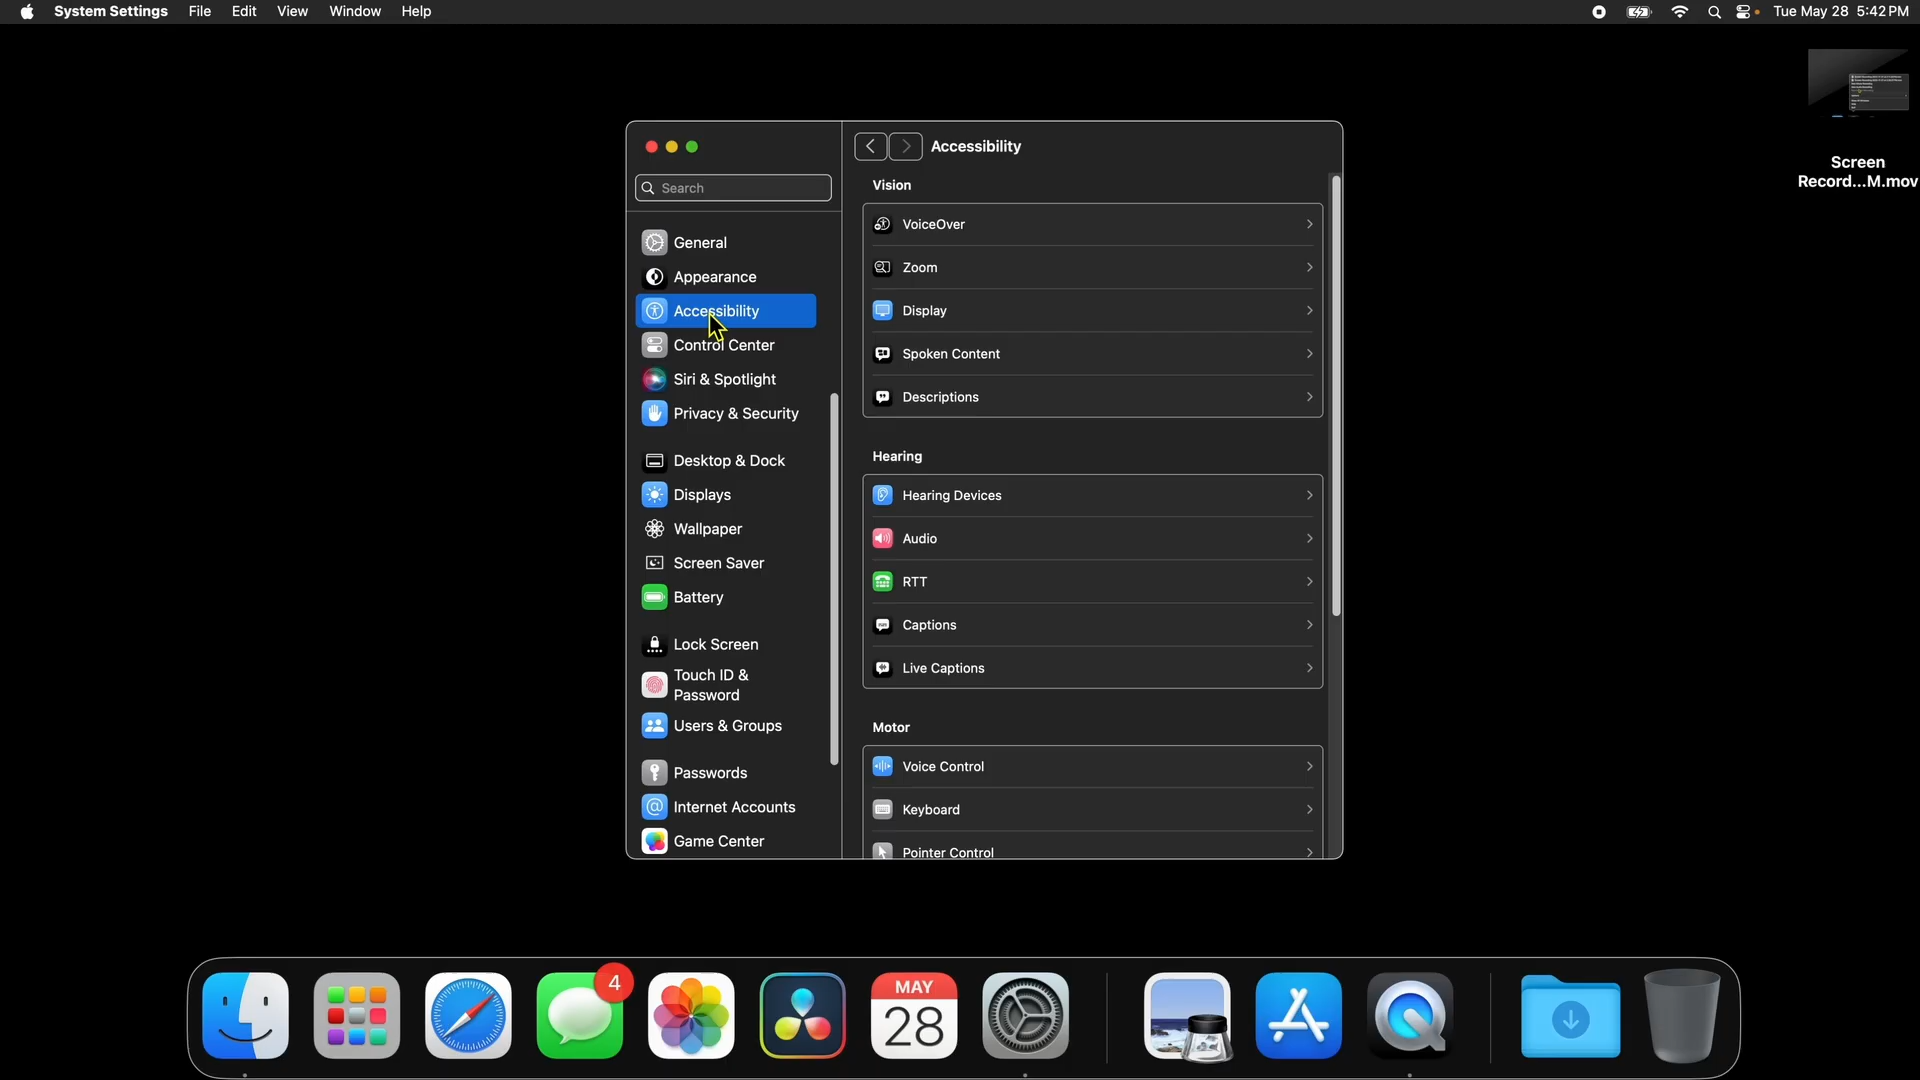 System Settings File Edit View Window Help Tue May 28 5:42 PM
Screen
Record...M.mov
Accessibility
Search
General
Appearance
Accessibility
Control Center
Siri & Spotlight
Privacy & Security
Desktop & Dock
Displays
Wallpaper
Screen Saver
Battery
Lock Screen
Touch ID &
Password
Users & Groups
Passwords
Internet Accounts
Game Center
Vision
VoiceOver
Zoom
Display
Spoken Content
Descriptions
Hearing
Hearing Devices
Audio
RTT
Captions
Live Captions
Motor
Voice Control
Keyboard
Pointer Control
4
MAY
28